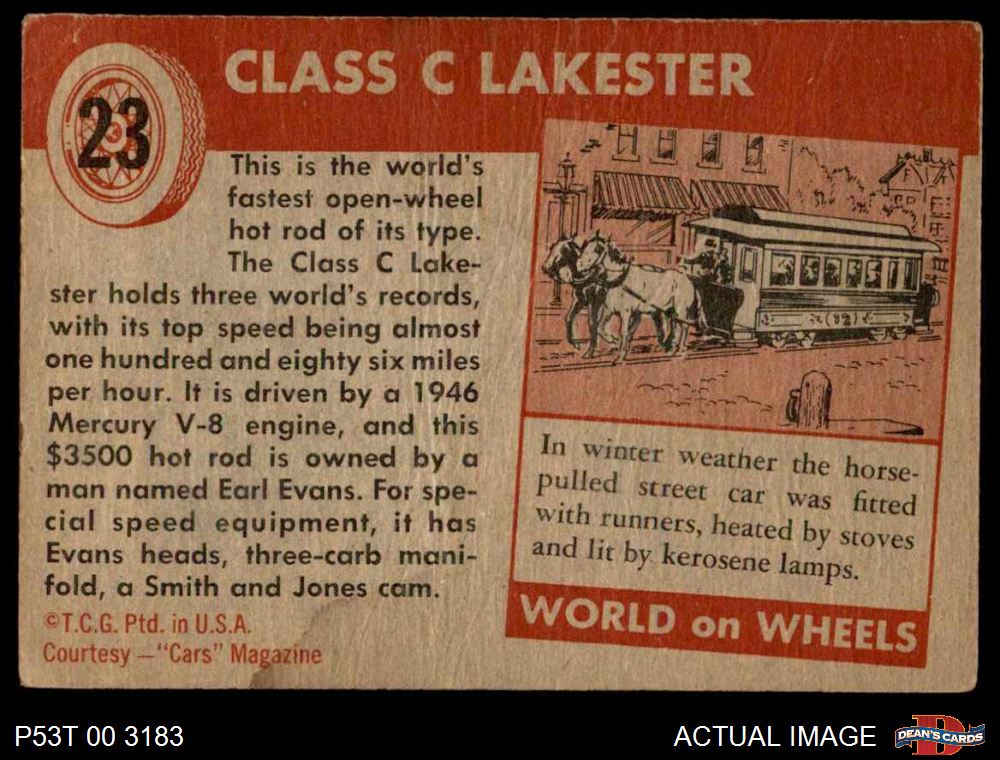 23
CLASS C LAKESTER
This is the world's
fastest open-wheel
hot rod of its type.
The Class C Lake-
ster holds three world's records,
with its top speed being almost
one hundred and eighty six miles
per hour. It is driven by a 1946
Mercury V-8 engine, and this
$3500 hot rod is owned by a
man named Earl Evans. For spe-
cial speed equipment, it has
Evans heads, three-carb mani-
fold, a Smith and Jones cam.
©T.C.G. Ptd. in U.S.A.
Courtesy —"Cars" Magazine
In winter weather the horse-
pulled street car was fitted
with runners, heated by stoves
and lit by kerosene lamps.
WORLD on WHEELS
P53T 00 3183
ACTUAL IMAGE
DEAN'S CARDS